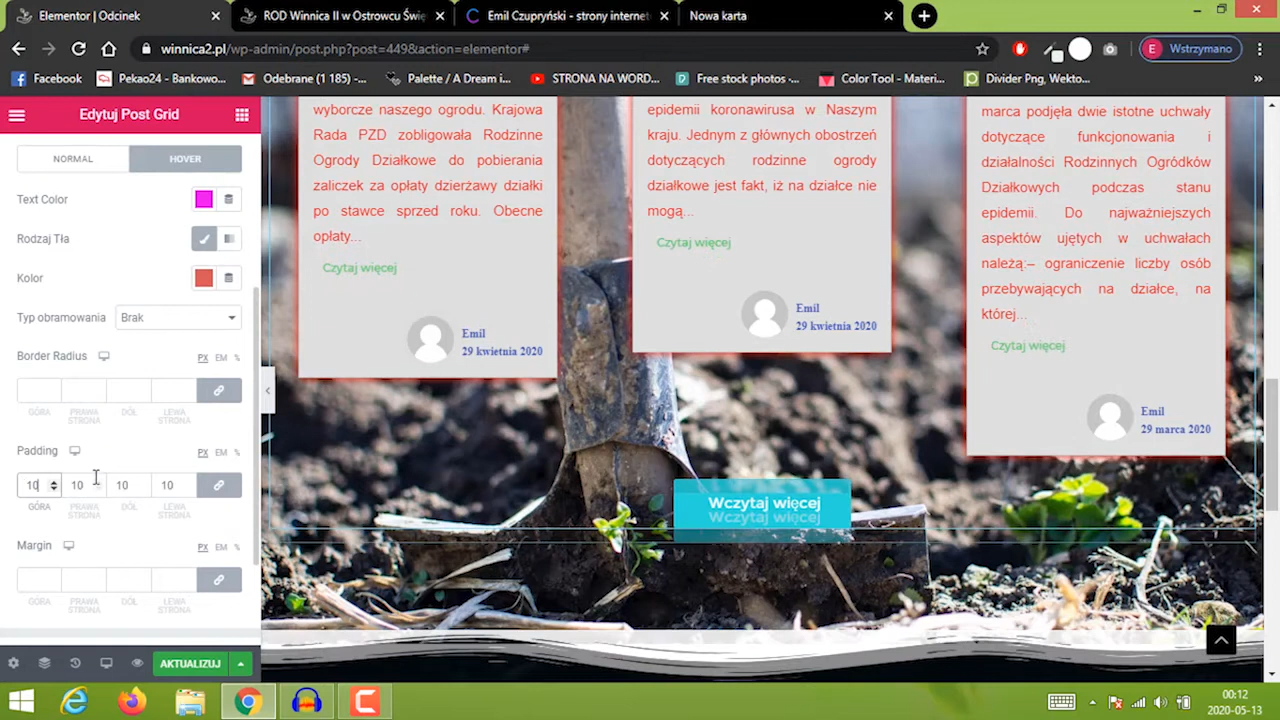 Elementor | Odcinek
ROD Winnica II w Ostrowcu Świę
Emil Czupryński - strony internet
Nowa karta
winnica2.pl/wp-admin/post.php?post=449&action=elementor#
E Wstrzymano
Facebook
Pekao24 - Bankowo...
Odebrane (1 185) -...
Palette / A Dream i...
STRONA NA WORD...
Free stock photos -...
Color Tool - Materi...
Divider Png, Wekto...
Edytuj Post Grid
NORMAL
HOVER
Text Color
Rodzaj Tła
Kolor
Typ obramowania
Brak
Border Radius
PX EM %
GÓRA
PRAWA STRONA
DÓŁ
LEWA STRONA
Padding
PX EM %
10
10
10
10
GÓRA
PRAWA STRONA
DÓŁ
LEWA STRONA
Margin
PX EM %
GÓRA
PRAWA STRONA
DÓŁ
LEWA STRONA
AKTUALIZUJ
wyborcze naszego ogrodu. Krajowa
Rada PZD zobligowała Rodzinne
Ogrody Działkowe do pobierania
zaliczek za opłaty dzierżawy działki
po stawce sprzed roku. Obecne
opłaty...
Czytaj więcej
Emil
29 kwietnia 2020
epidemii koronawirusa w Naszym
kraju. Jednym z głównych obostrzeń
dotyczących rodzinne ogrody
działkowe jest fakt, iż na działce nie
mogą...
Czytaj więcej
Emil
29 kwietnia 2020
marca podjęła dwie istotne uchwały
dotyczące funkcjonowania i
działalności Rodzinnych Ogródków
Działkowych podczas stanu
epidemii. Do najważniejszych
aspektów ujętych w uchwałach
należą:– ograniczenie liczby osób
przebywających na działce, na
której...
Czytaj więcej
Emil
29 marca 2020
Wczytaj więcej
Wczytaj więcej
00:12
2020-05-13